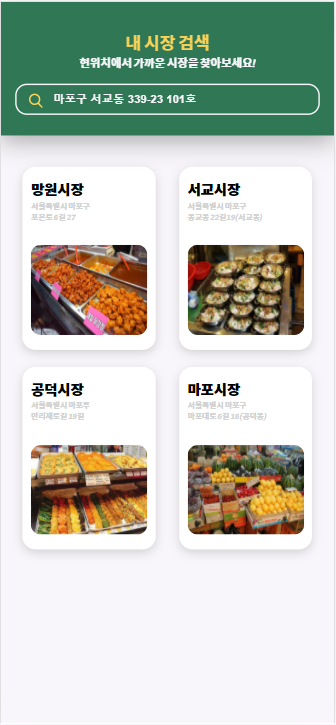 내 시장 검색
현위치에서 가까운 시장을 찾아보세요!
마포구 서교동 339-23 101호
망원시장
서울특별시 마포구
포은로6길 27
서교시장
서울특별시 마포구
동교동 22길19(서교동)
공덕시장
서울특별시 마포구
만리재로길 19길
마포시장
서울특별시 마포구
마포대로6길 18(공덕동)